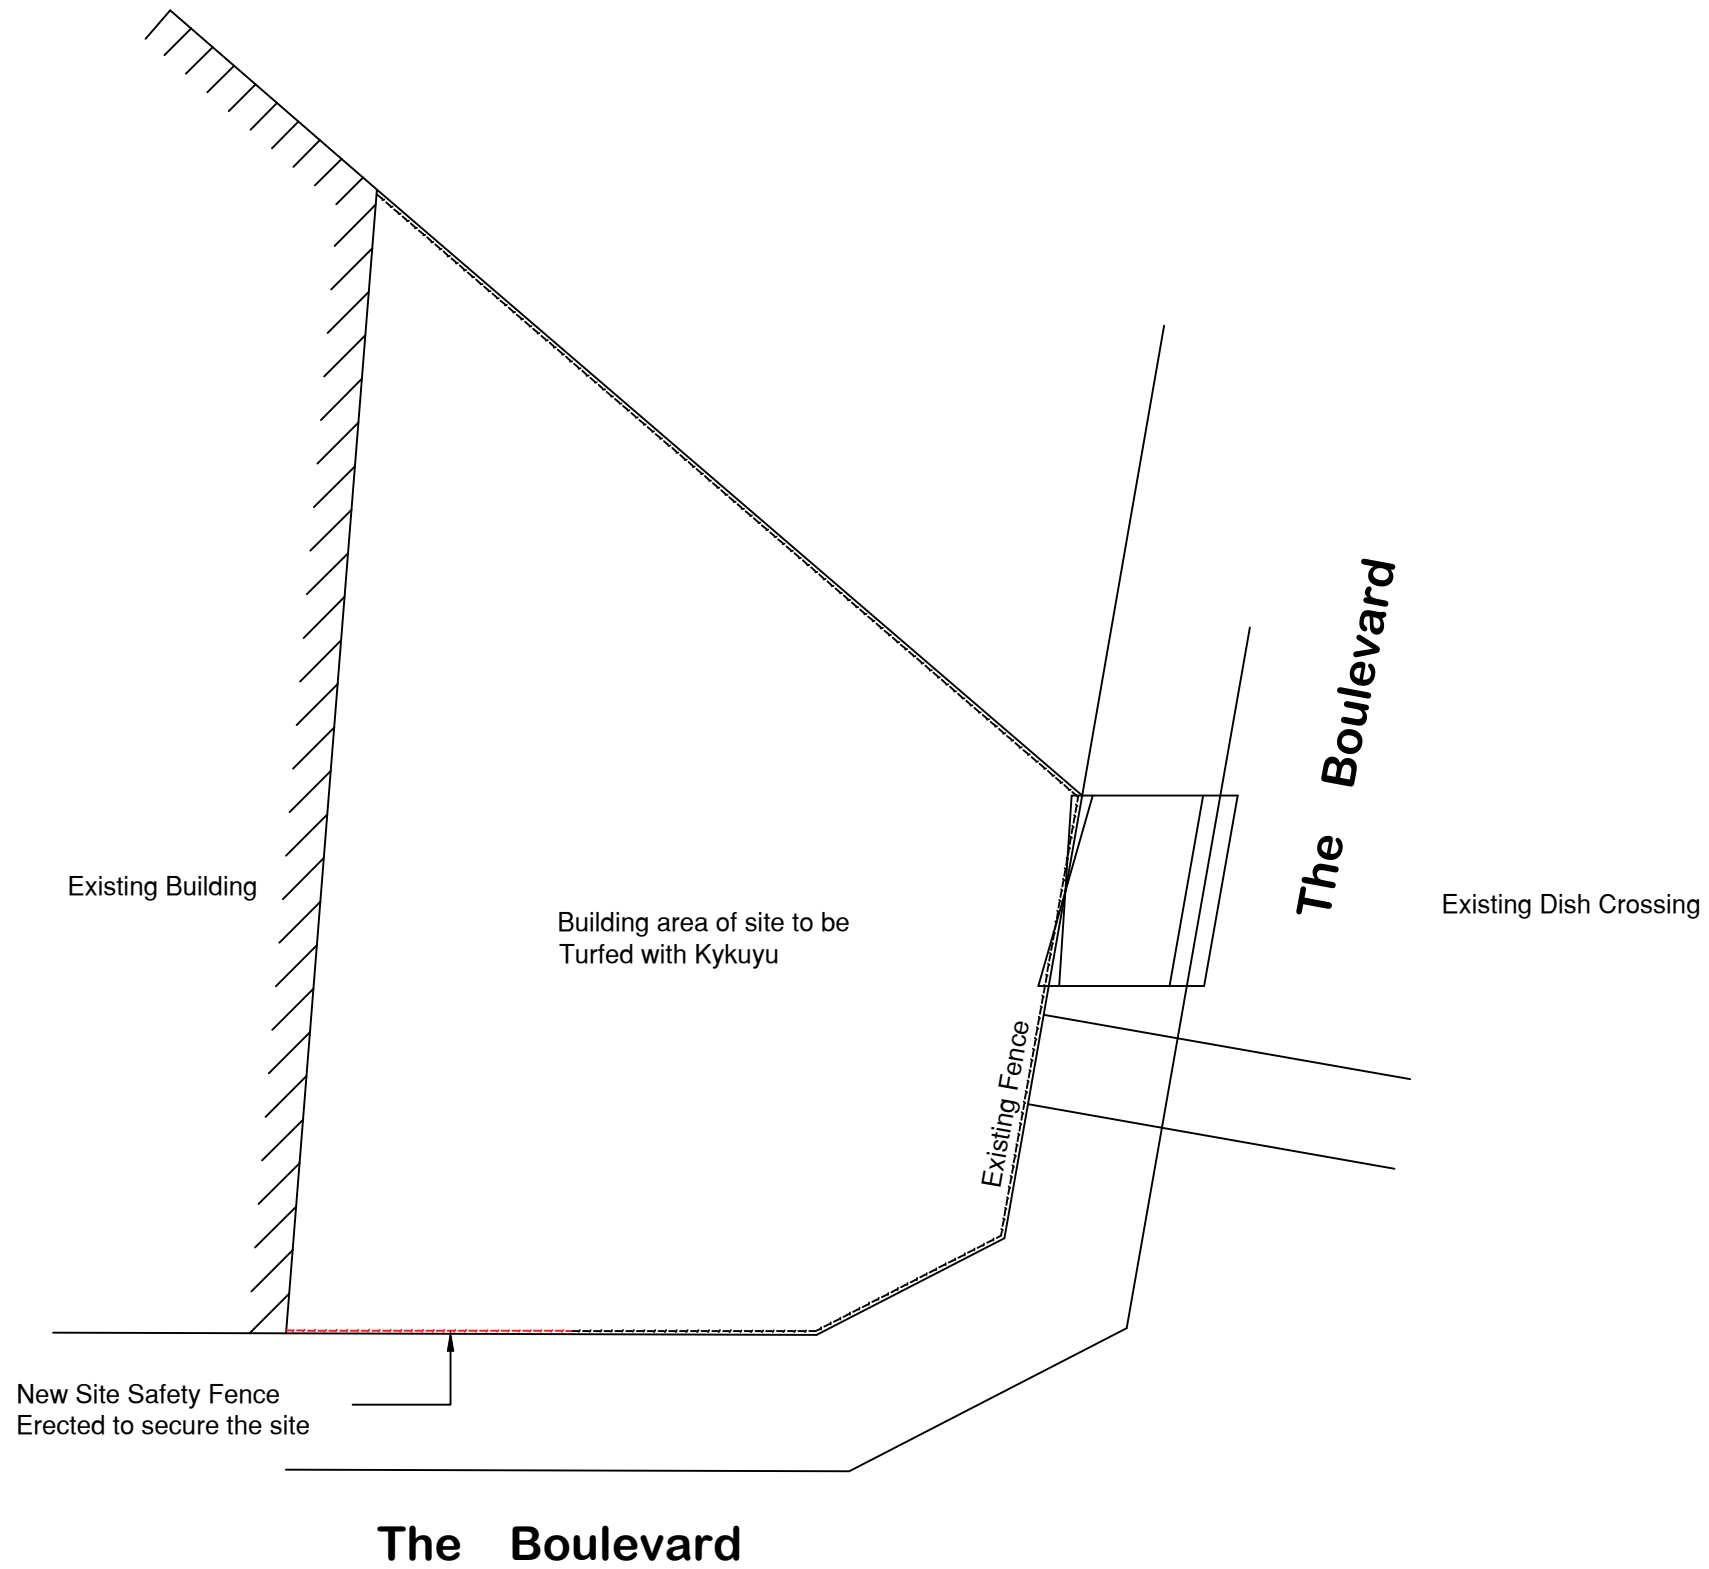 The Boulevard
Existing Building
Building area of site to be
Turfed with Kykuyu
Existing Dish Crossing
Existing Fence
New Site Safety Fence
Erected to secure the site
The Boulevard